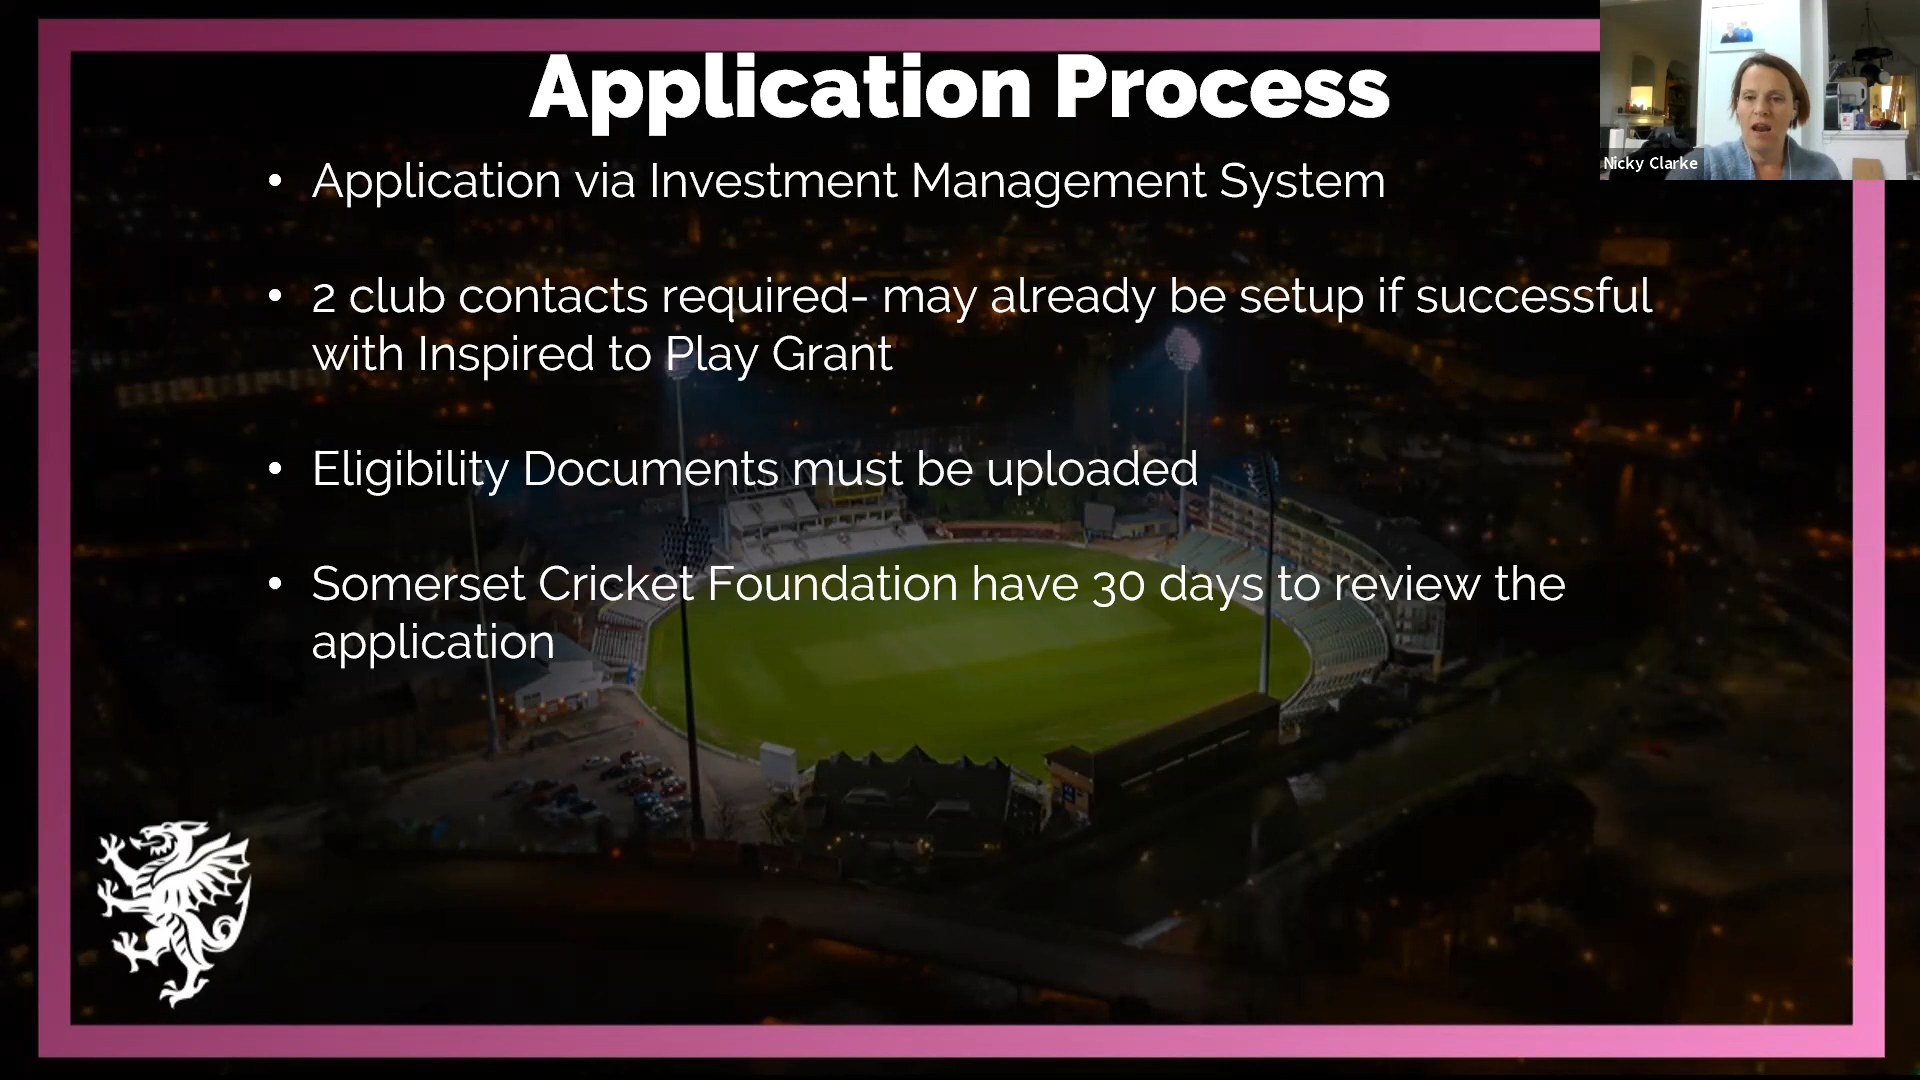 Application Process
• Application via Investment Management System
• 2 club contacts required- may already be setup if successful
with Inspired to Play Grant
• Eligibility Documents must be uploaded
• Somerset Cricket Foundation have 30 days to review the
application
Nicky Clarke